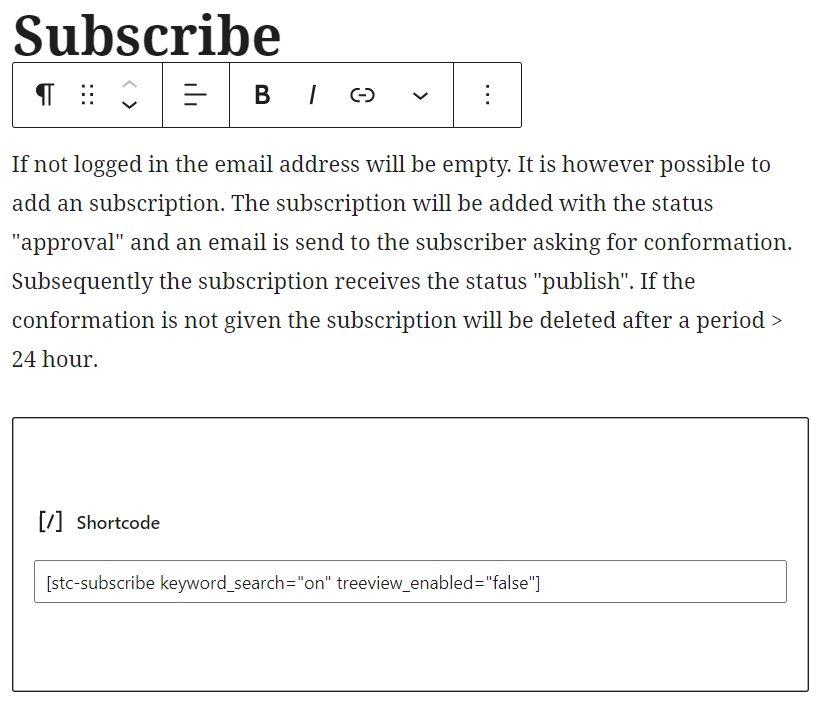 Subscribe
B I
If not logged in the email address will be empty. It is however possible to
add an subscription. The subscription will be added with the status
"approval" and an email is send to the subscriber asking for conformation.
Subsequently the subscription receives the status "publish". If the
conformation is not given the subscription will be deleted after a period >
24 hour.
[/] Shortcode
[stc-subscribe keyword_search="on" treeview_enabled="false"]